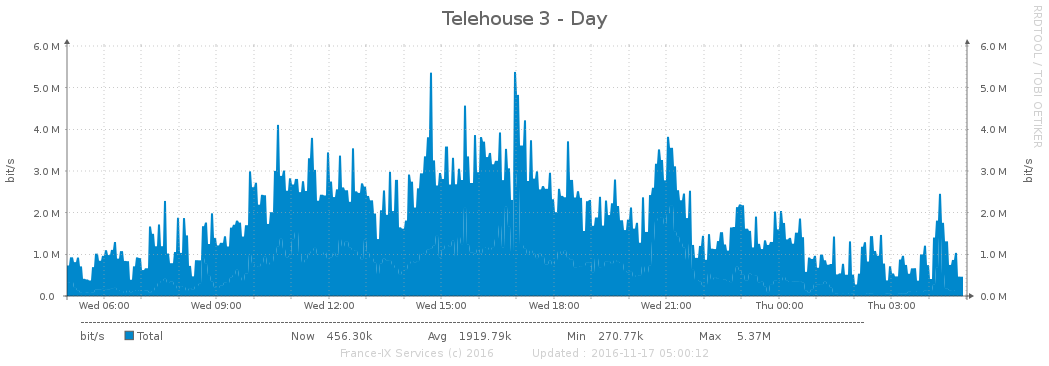 Telehouse 3 - Day
RRDTOOL / TOBI OETIKER
6.0 M 6.0 M
5.0 M 5.0 M
4.0 M 4.0 M
3.0 M 3.0 M
2.0 M 2.0 M
1.0 M 1.0 M
0.0 0.0 M
bit/s bit/s
Wed 06:00 Wed 09:00 Wed 12:00 Wed 15:00 Wed 18:00 Wed 21:00 Thu 00:00 Thu 03:00
bit/s Total Now 456.30k Avg 1919.79k Min 270.77k Max 5.37M
France-IX Services (c) 2016 Updated : 2016-11-17 05:00:12